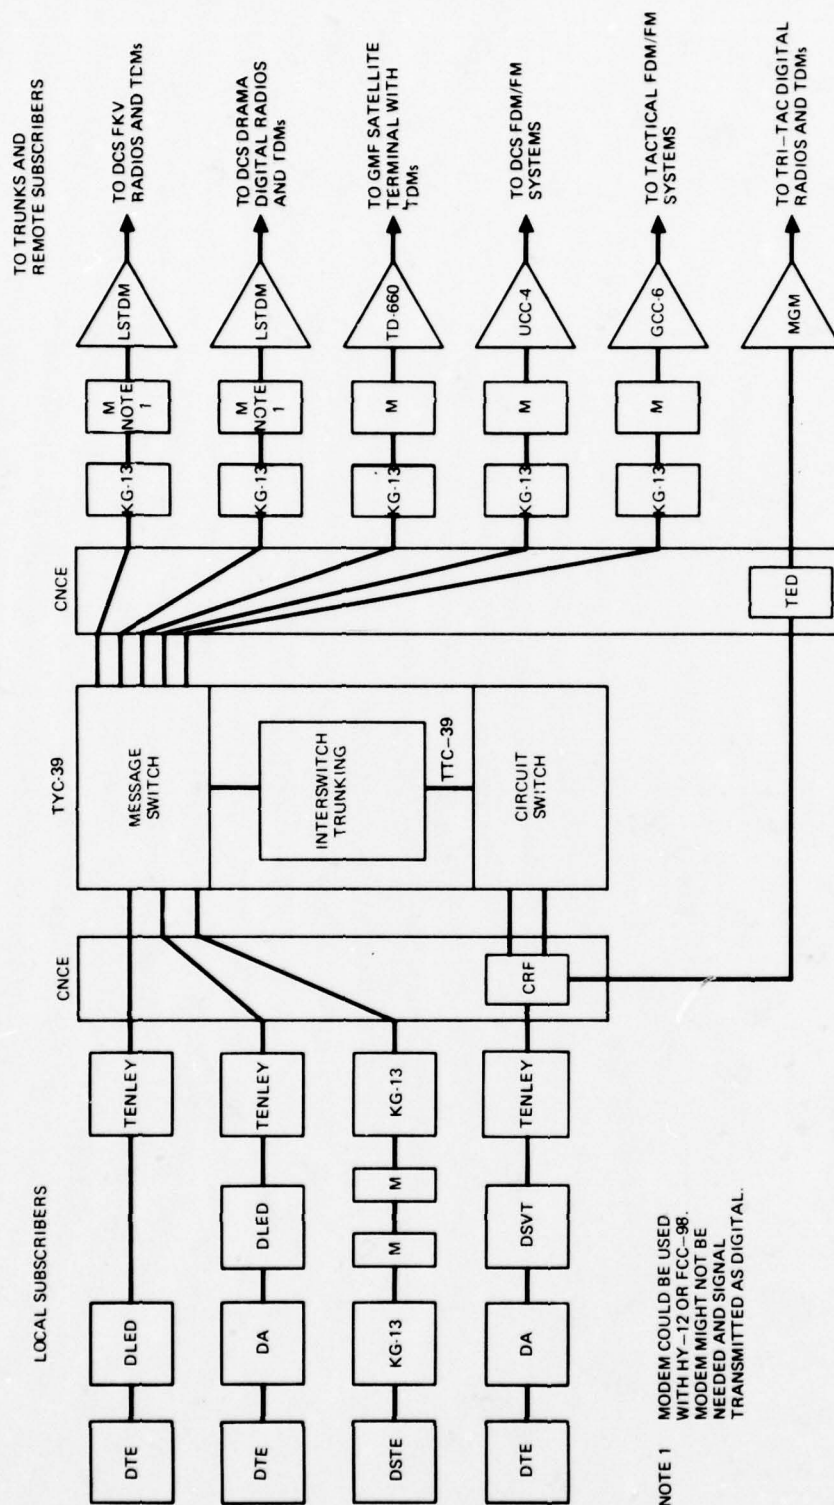 LOCAL SUBSCRIBERS
TO TRUNKS AND
REMOTE SUBSCRIBERS
CNCE
TYC-39
CNCE
DTE
DLED
TENLEY
MESSAGE
SWITCH
KG-13
M
NOTE
1
LSTDM
TO DCS FKV
RADIOS AND TDMs
DTE
DA
DLED
TENLEY
KG-13
M
NOTE
1
LSTDM
TO DCS DRAMA
DIGITAL RADIOS
AND TDMs
DSTE
KG-13
M
M
KG-13
INTERSWITCH
TRUNKING
KG-13
M
TD-660
TO GMF SATELLITE
TERMINAL WITH
TDMs
TTC-39
DTE
DA
DSVT
TENLEY
CRF
CIRCUIT
SWITCH
KG-13
M
UCC-4
TO DCS FDM/FM
SYSTEMS
KG-13
M
GCC-6
TO TACTICAL FDM/FM
SYSTEMS
TED
MGM
TO TRI-TAC DIGITAL
RADIOS AND TDMs
NOTE 1 MODEM COULD BE USED
WITH HY-12 OR FCC-98.
MODEM MIGHT NOT BE
NEEDED AND SIGNAL
TRANSMITTED AS DIGITAL.